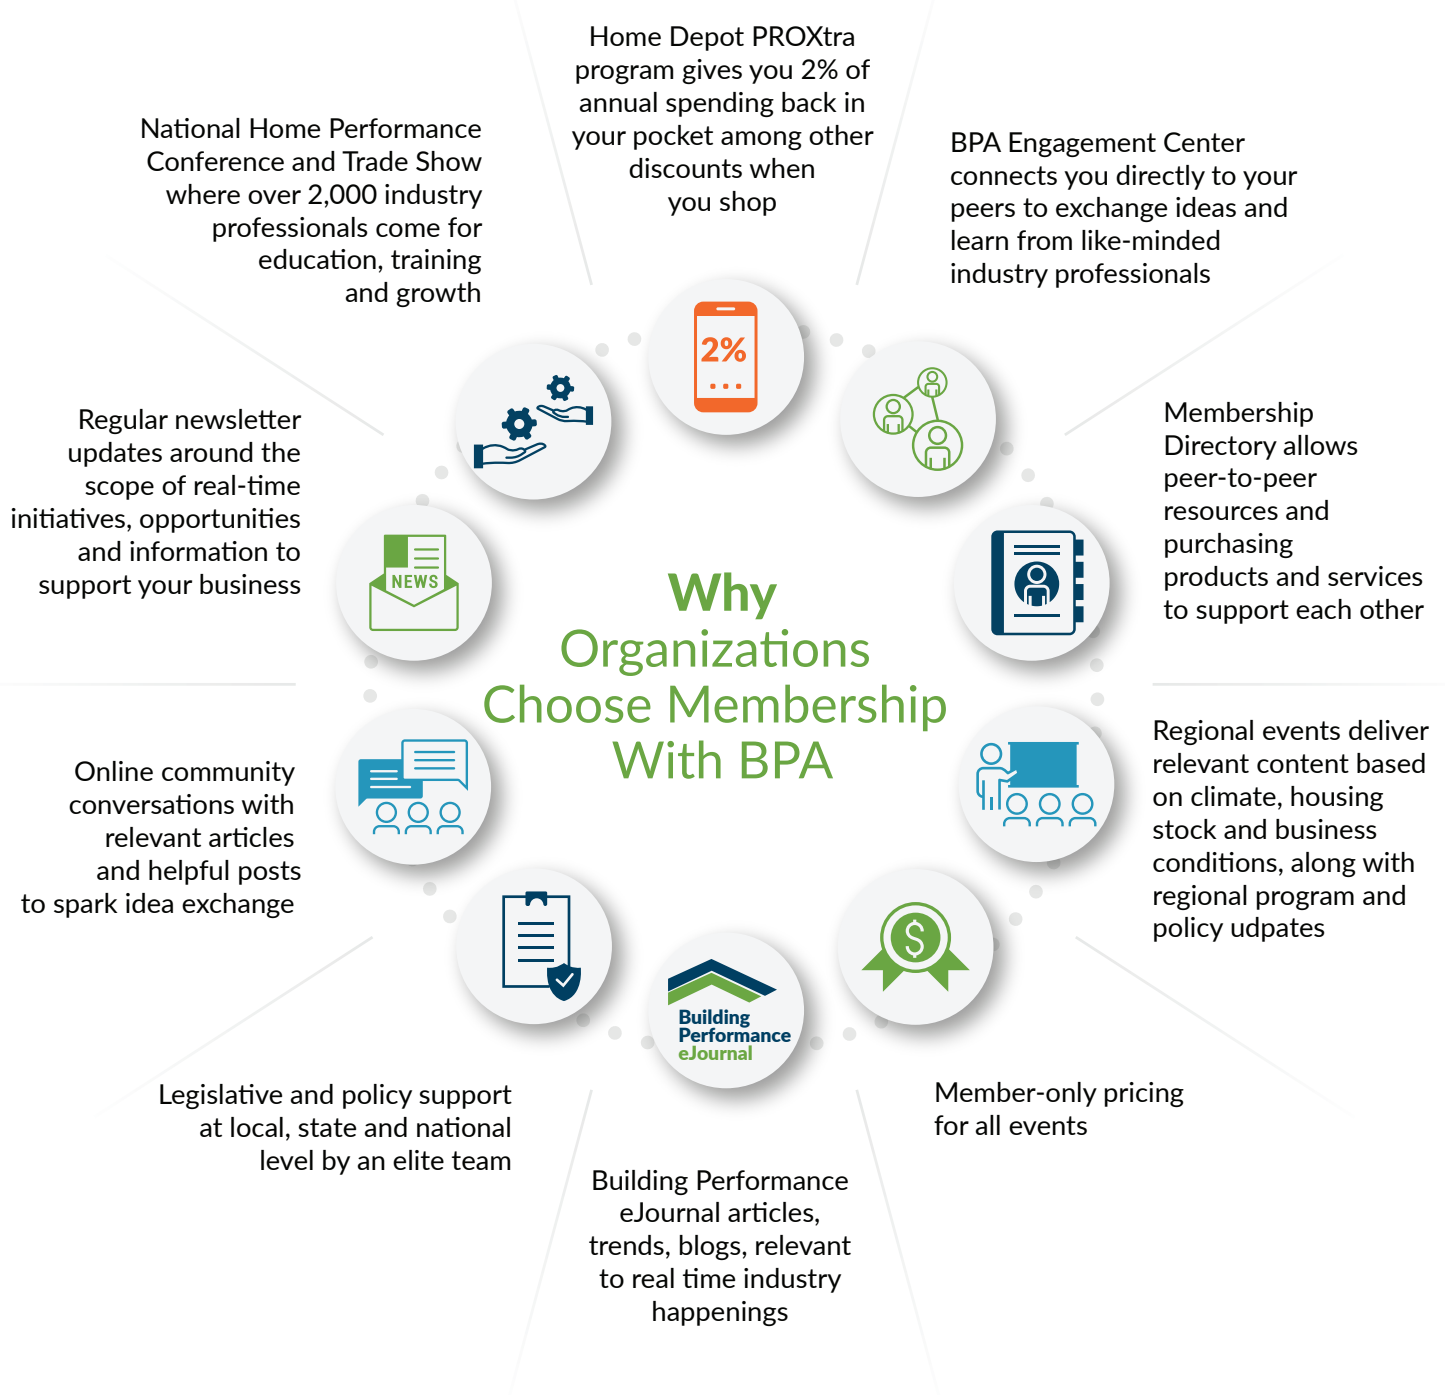 Home Depot PROXtra
program gives you 2% of
annual spending back in
your pocket among other
discounts when
you shop
National Home Performance
Conference and Trade Show
where over 2,000 industry
professionals come for
education, training
and growth
BPA Engagement Center
connects you directly to your
peers to exchange ideas and
learn from like-minded
industry professionals
2%
Regular newsletter
updates around the
scope of real-time
initiatives, opportunities
and information to
support your business
NEWS
Membership
Directory allows
peer-to-peer
resources and
purchasing
products and services
to support each other
Why
Organizations
Choose Membership
With BPA
Online community
conversations with
relevant articles
and helpful posts
to spark idea exchange
Regional events deliver
relevant content based
on climate, housing
stock and business
conditions, along with
regional program and
policy udpates
$
Building
Performance
eJournal
Legislative and policy support
at local, state and national
level by an elite team
Building Performance
eJournal articles,
trends, blogs, relevant
to real time industry
happenings
Member-only pricing
for all events